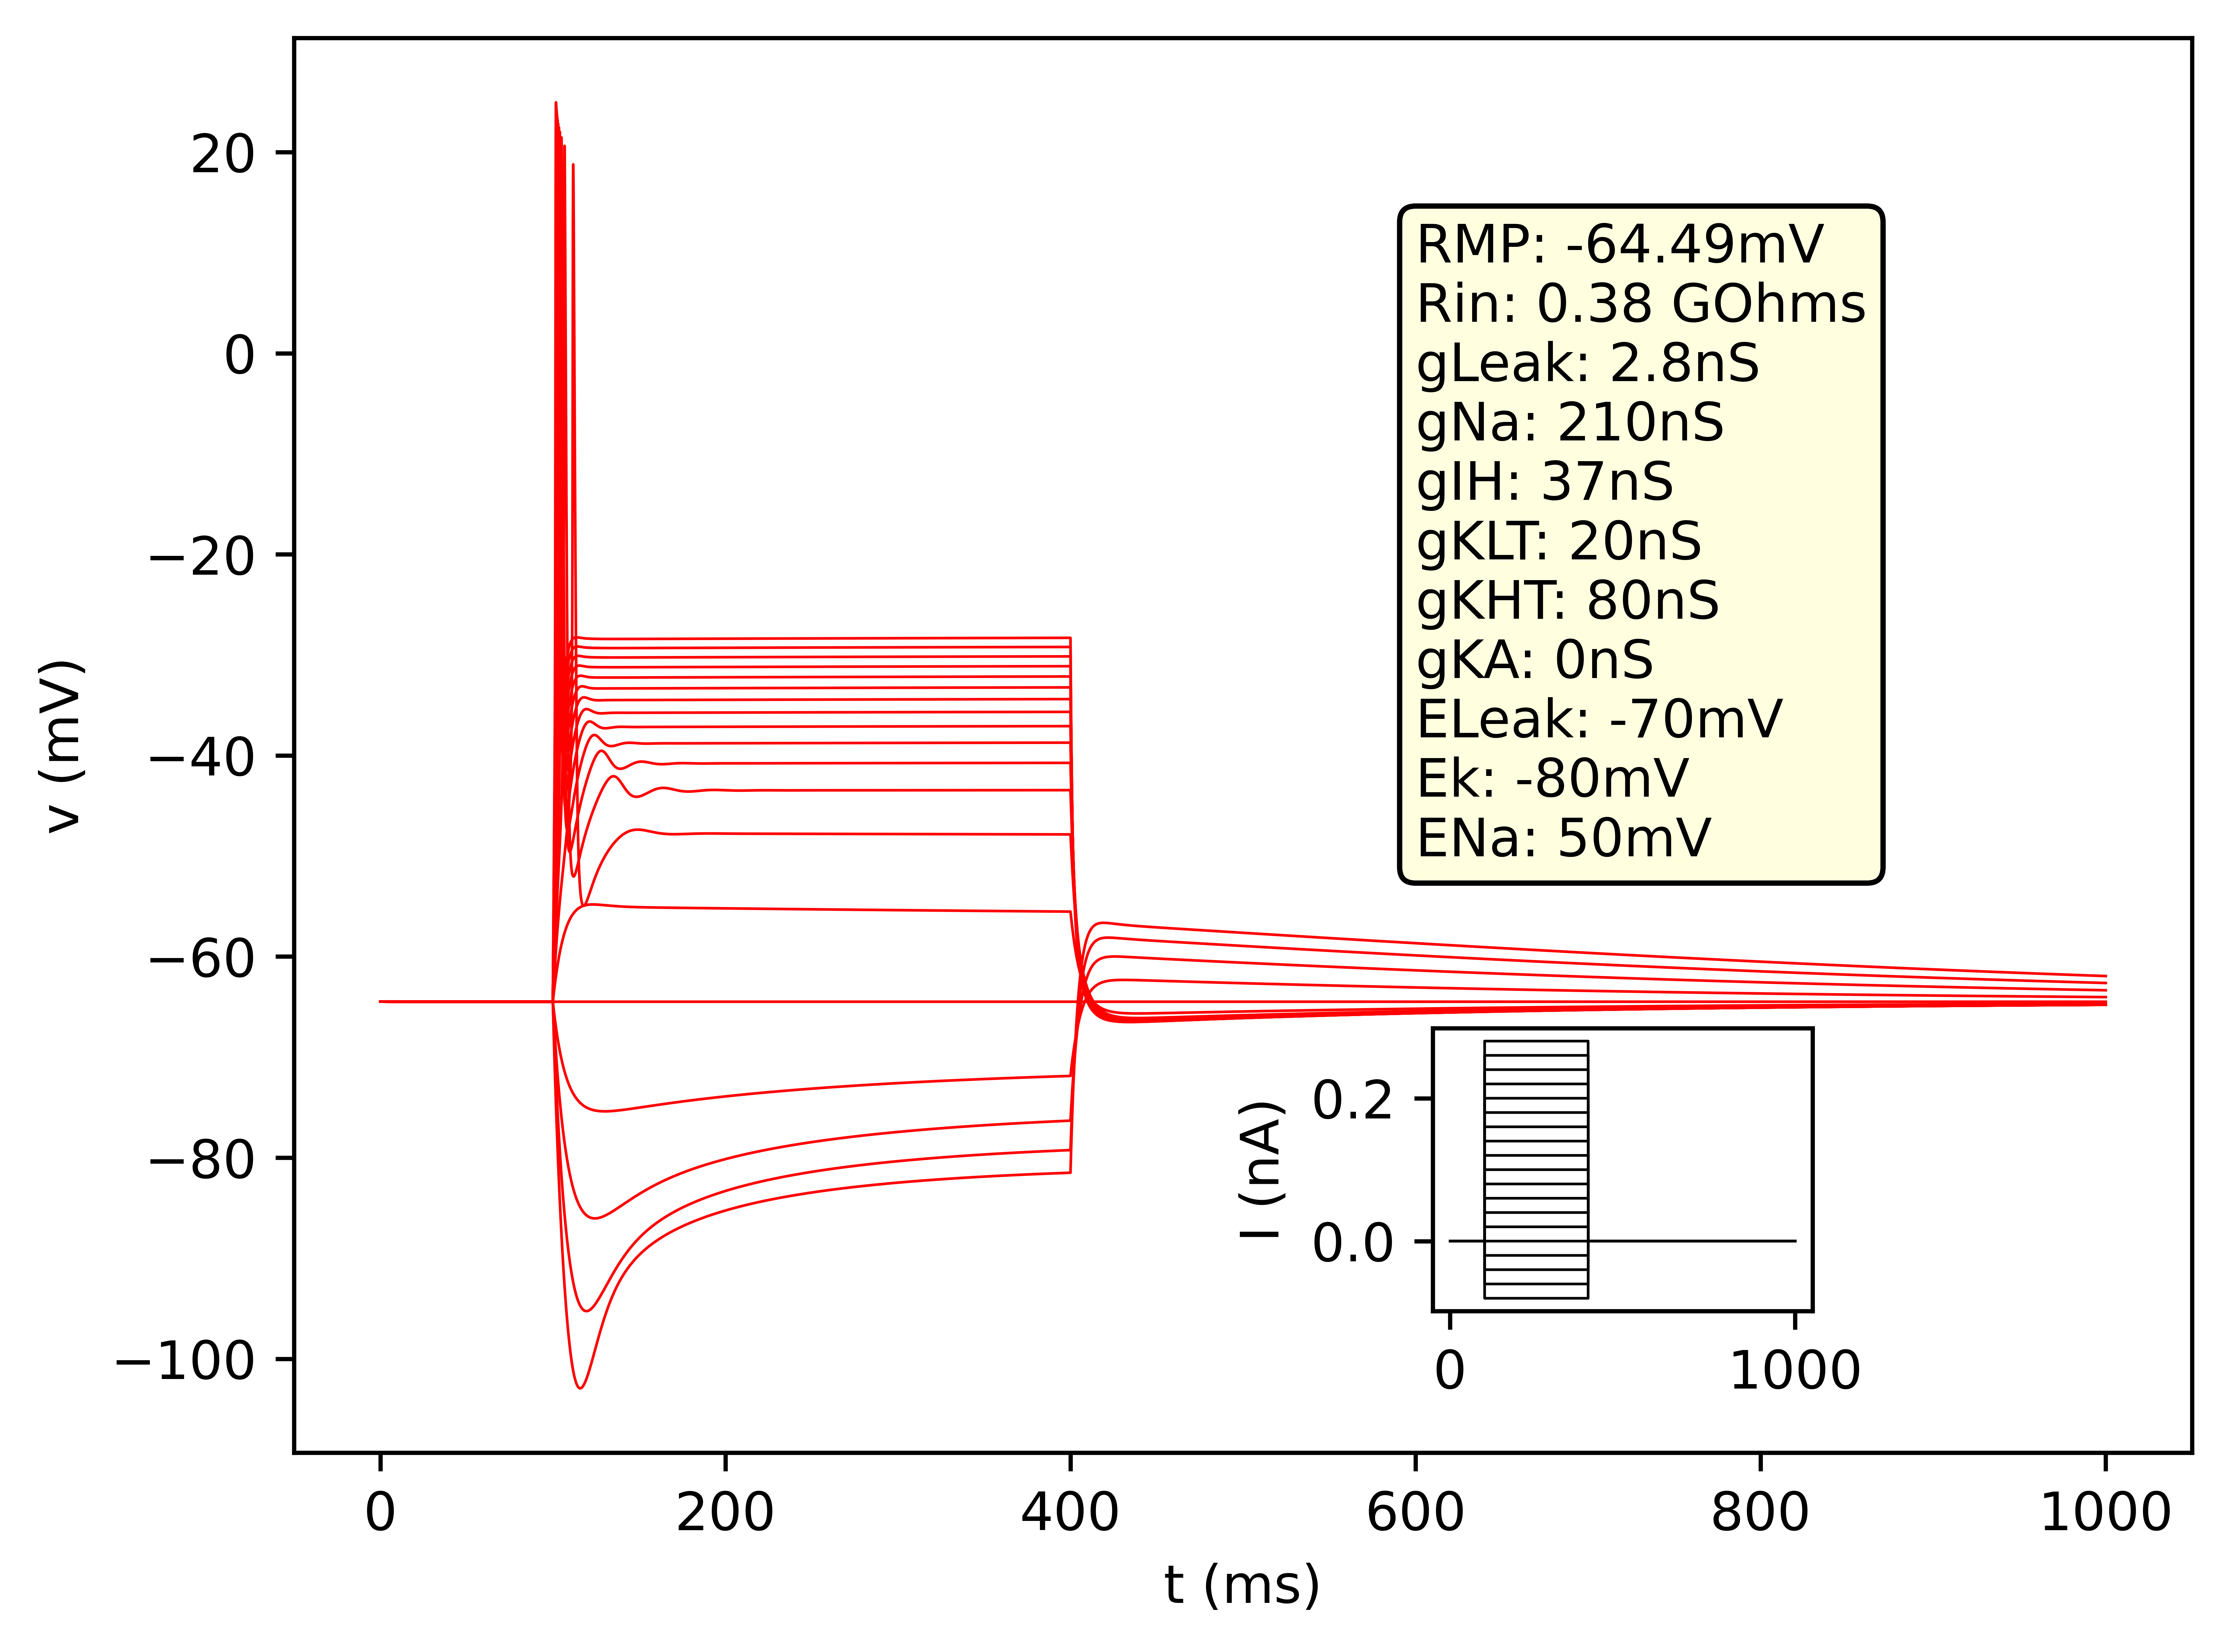 20
0
−20
−40
−60
−80
−100
v (mV)
0
200
400
600
800
1000
t (ms)
RMP: -64.49mV
Rin: 0.38 GOhms
gLeak: 2.8nS
gNa: 210nS
gIH: 37nS
gKLT: 20nS
gKHT: 80nS
gKA: 0nS
ELeak: -70mV
Ek: -80mV
ENa: 50mV
I (nA)
0.2
0.0
0
1000